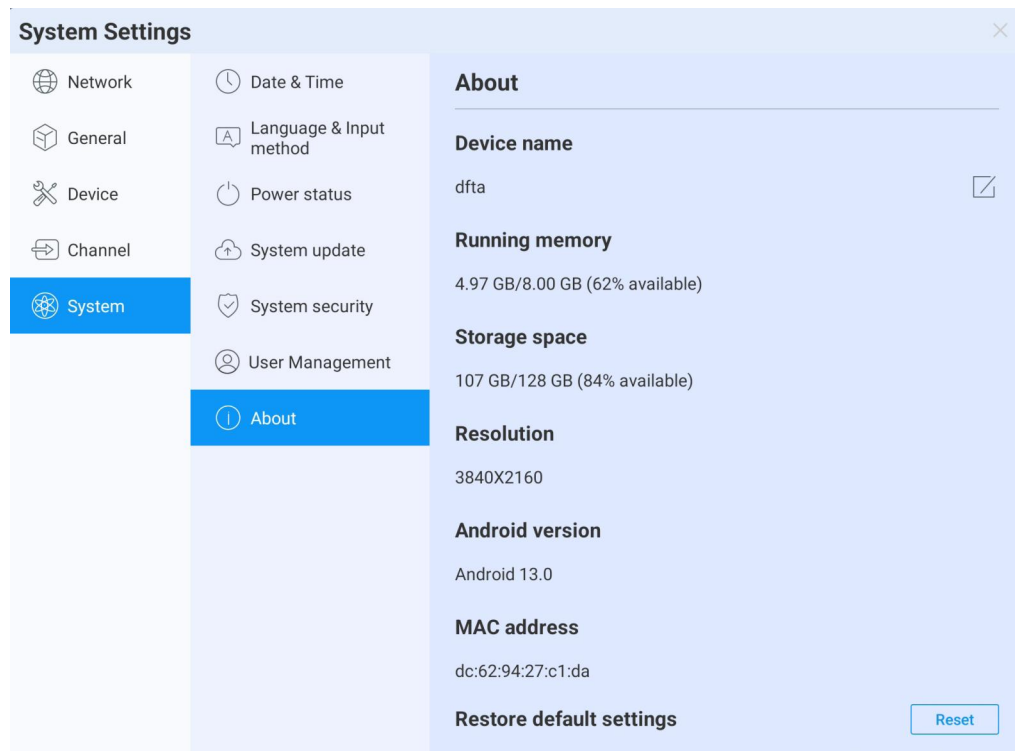 System Settings
Network
General
Device
Channel
System
Date & Time
Language & Input
method
Power status
System update
System security
User Management
About
About
Device name
dfta
Running memory
4.97 GB/8.00 GB (62% available)
Storage space
107 GB/128 GB (84% available)
Resolution
3840X2160
Android version
Android 13.0
MAC address
dc:62:94:27:c1:da
Restore default settings
Reset